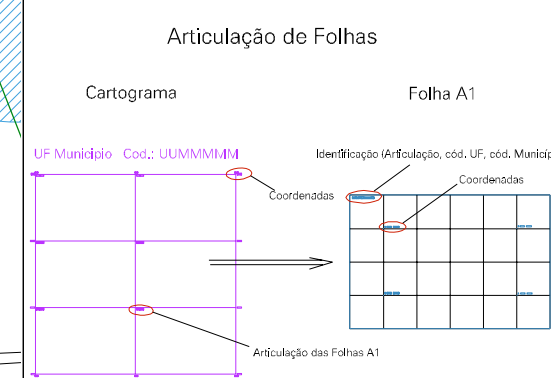 Articulação de Folhas
Cartograma
Folha A1
UF Municipio Cod.: UUMMMMM
Identificação (Articulação, cód. UF, cód. Municíp
Coordenadas
Coordenadas
Articulação das Folhas A1